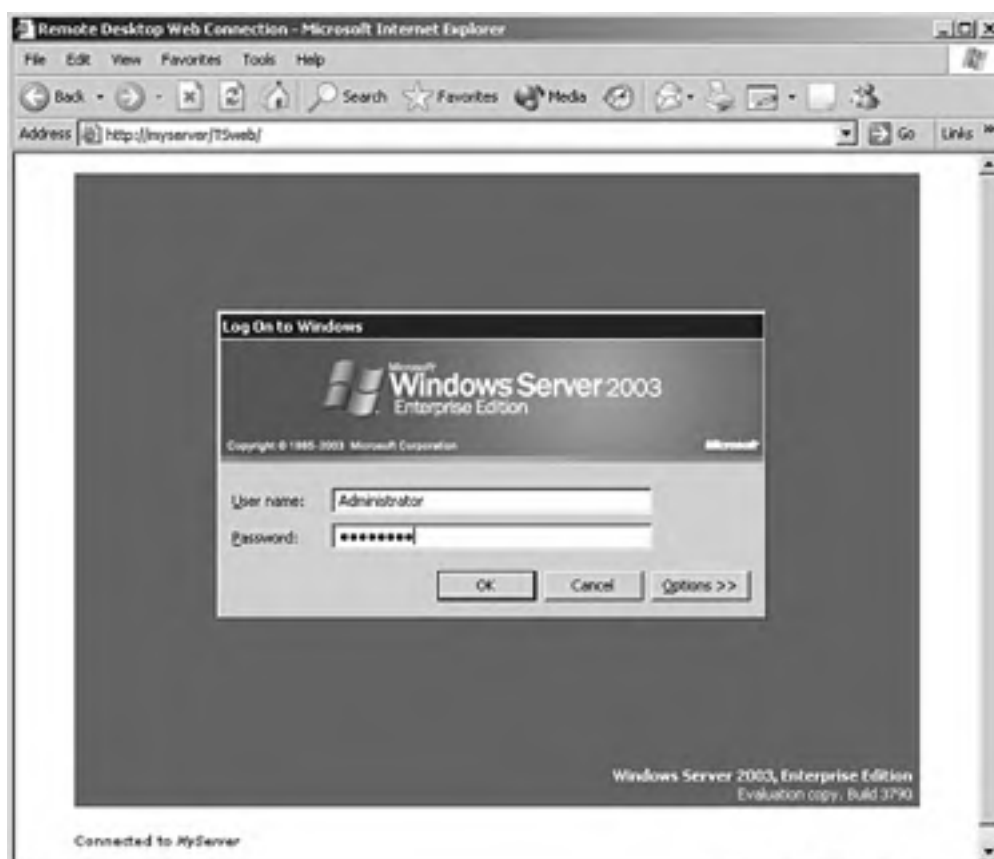 Remote Desktop Web Connection - Microsoft Internet Explorer
File Edit View Favorites Tools Help
Back Search Favorites Media
Address http://myserver/TSweb/ Go Links »
Log On to Windows
Microsoft
Windows Server 2003
Enterprise Edition
Copyright © 1985-2003 Microsoft Corporation Microsoft
User name: Administrator
Password: ••••••••
OK Cancel Options >>
Windows Server 2003, Enterprise Edition
Evaluation copy. Build 3790
Connected to MyServer